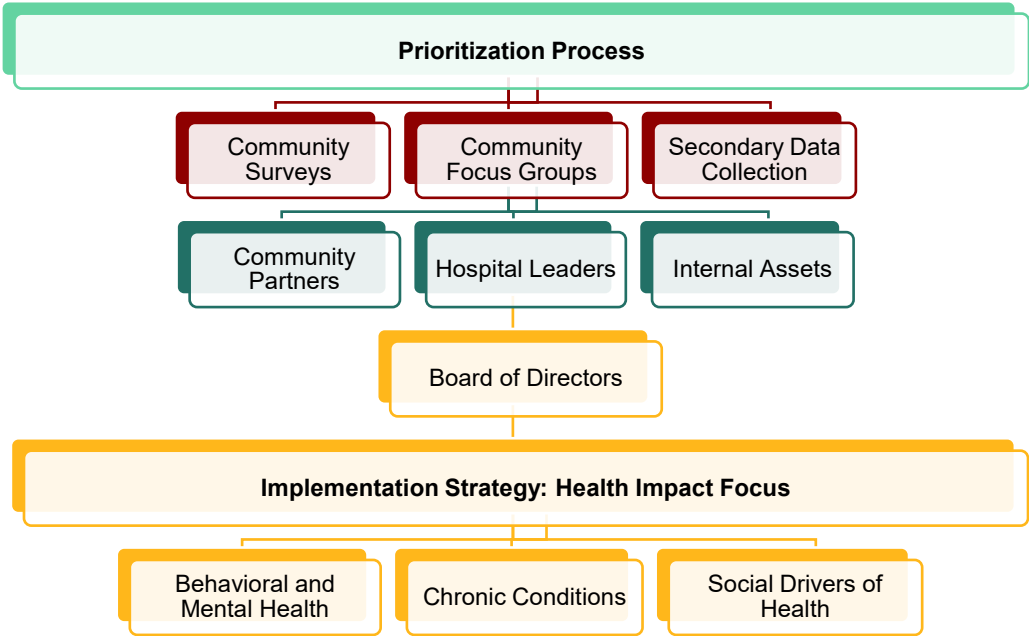 Prioritization Process
Community
Surveys
Community
Focus Groups
Secondary Data
Collection
Community
Partners
Hospital Leaders
Internal Assets
Board of Directors
Implementation Strategy: Health Impact Focus
Behavioral and
Mental Health
Chronic Conditions
Social Drivers of
Health